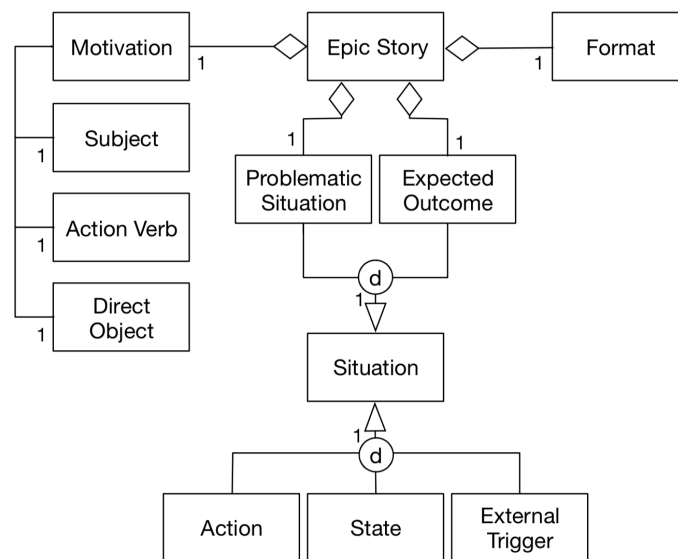 Motivation
1
Epic Story
1
Format
1
Subject
1
1
Problematic
Situation
Expected
Outcome
1
Action Verb
d
1
1
Direct
Object
Situation
1
d
Action
State
External
Trigger